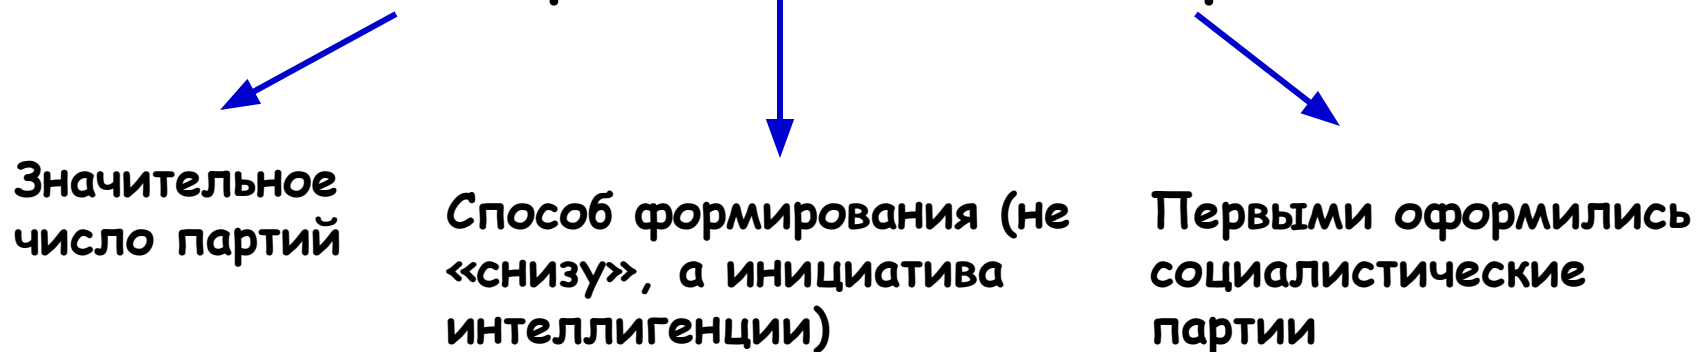 Значительное
число партий
Способ формирования (не
«снизу», а инициатива
интеллигенции)
Первыми оформились
социалистические
партии